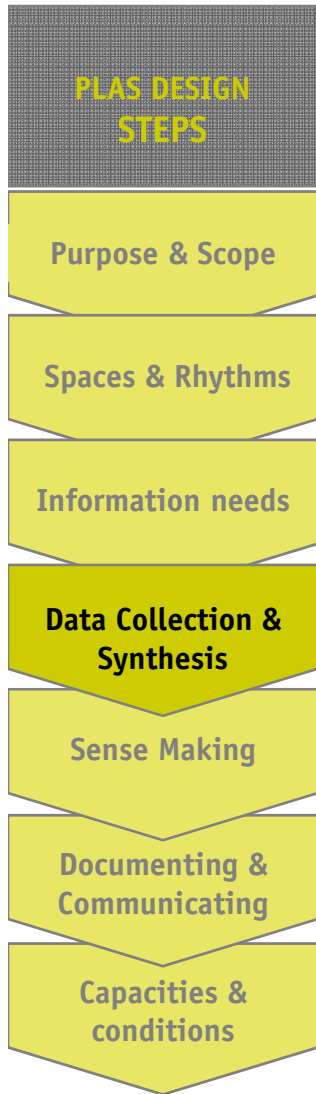 PLAS DESIGN
STEPS
Purpose & Scope
Spaces & Rhythms
Information needs
Data Collection &
Synthesis
Sense Making
Documenting &
Communicating
Capacities &
conditions